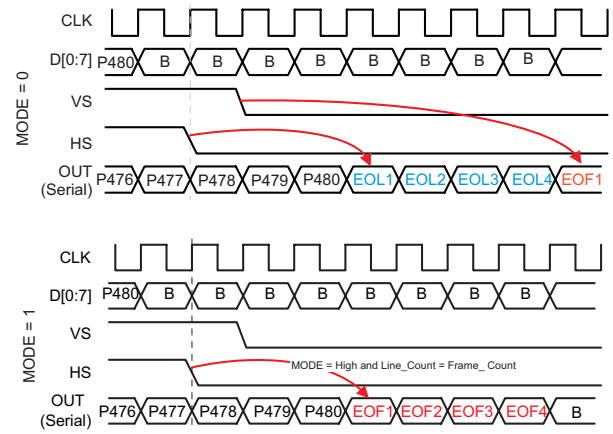 CLK
D[0:7] P480 B B B B B B B B
VS
HS
OUT (Serial) P476 P477 P478 P479 P480 EOL1 EOL2 EOL3 EOL4 EOF1
MODE = 0
CLK
D[0:7] P480 B B B B B B B B
VS
HS
MODE = High and Line_Count = Frame_ Count
OUT (Serial) P476 P477 P478 P479 P480 EOF1 EOF2 EOF3 EOF4 B
MODE = 1